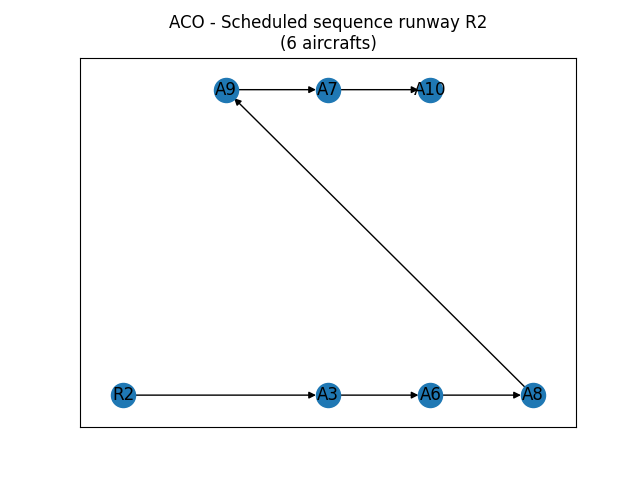 ACO - Scheduled sequence runway R2
(6 aircrafts)
A9 A7 A10
R2 A3 A6 A8